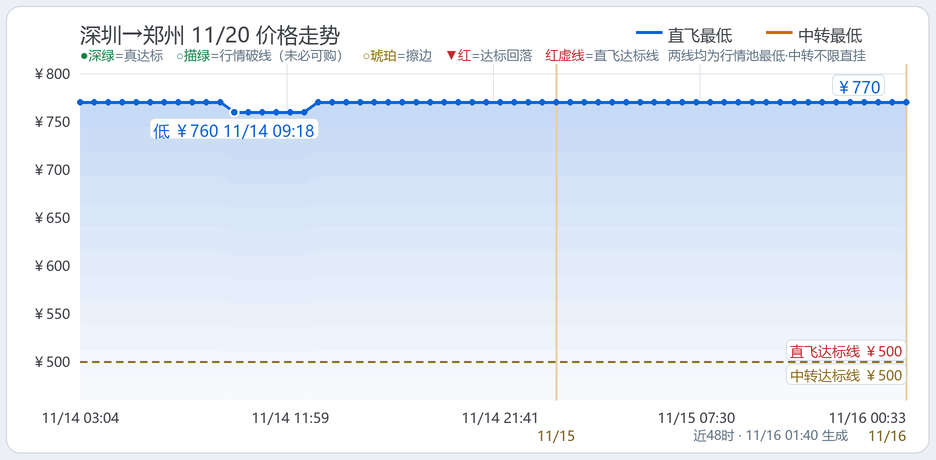 深圳→郑州 11/20 价格走势
直飞最低 中转最低
●深绿=真达标 ○描绿=行情破线（未必可购） ○琥珀=擦边 ▼红=达标回落 红虚线=直飞达标线 两线均为行情池最低·中转不限直挂
¥800
¥770
¥750
低 ¥760 11/14 09:18
¥700
¥650
¥600
¥550
直飞达标线 ¥500
¥500
中转达标线 ¥500
11/14 03:04 11/14 11:59 11/14 21:41 11/15 07:30 11/16 00:33
11/15 近48时 · 11/16 01:40 生成 11/16